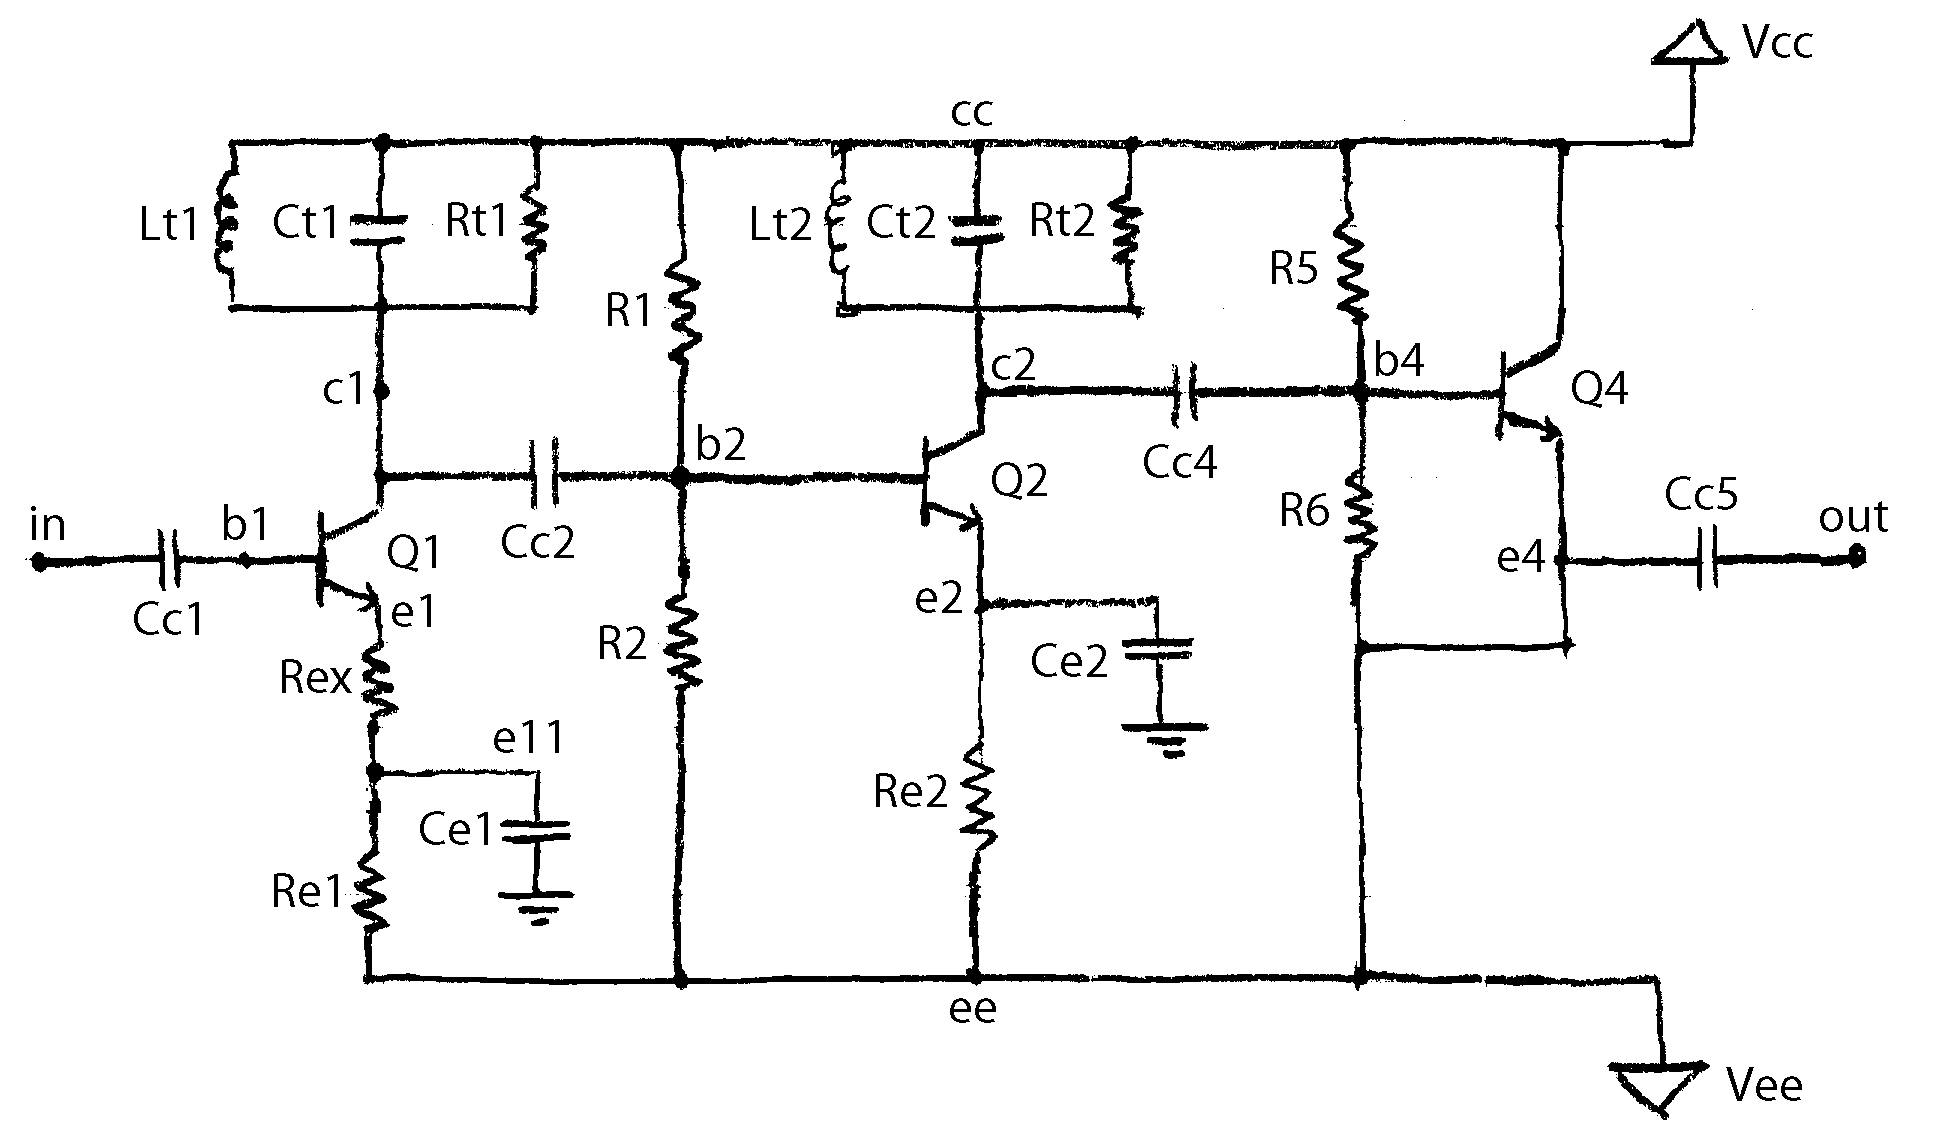 Vcc
cc
Lt1 Ct1 Rt1 Lt2 Ct2 Rt2
R5
R1
c1 c2 b4 Q4
b2
Q2 Cc4
in b1 Q1 Cc2 R6 Cc5 out
e4
Cc1 e1 e2
Rex R2 Ce2
e11
Re2
Ce1
Re1
ee
Vee